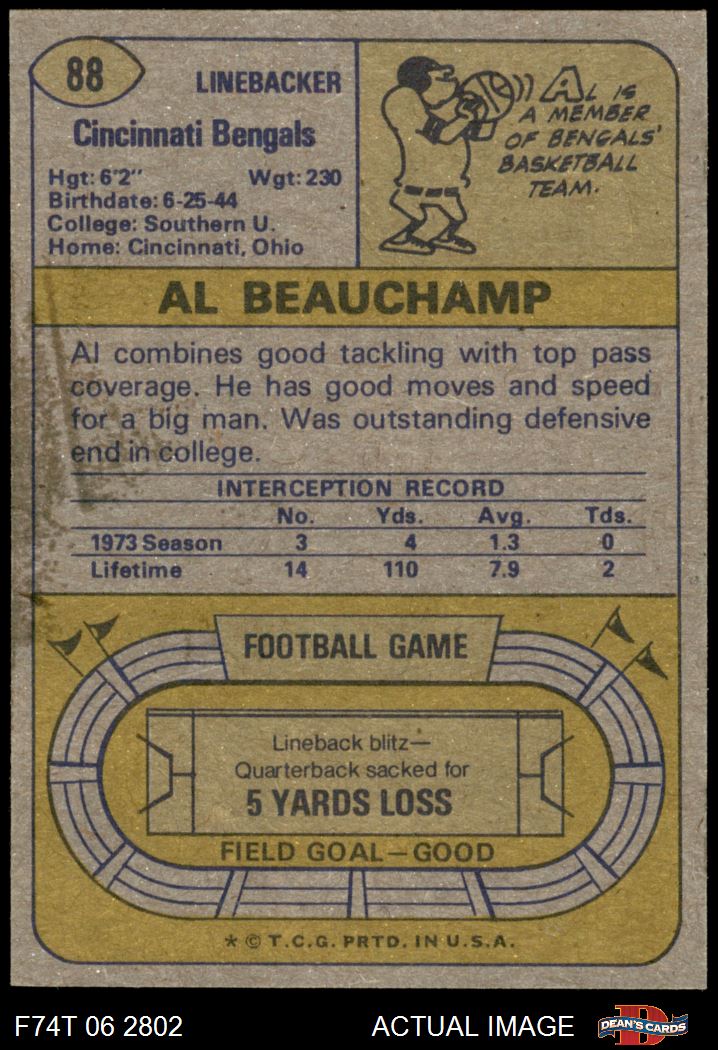 88
LINEBACKER
Cincinnati Bengals
Hgt: 6'2" Wgt: 230
Birthdate: 6-25-44
College: Southern U.
Home: Cincinnati, Ohio
AL IS
A MEMBER
OF BENGALS'
BASKETBALL
TEAM.
AL BEAUCHAMP
Al combines good tackling with top pass
coverage. He has good moves and speed
for a big man. Was outstanding defensive
end in college.
INTERCEPTION RECORD
No. Yds. Avg. Tds.
1973 Season 3 4 1.3 0
Lifetime 14 110 7.9 2
FOOTBALL GAME
Lineback blitz—
Quarterback sacked for
5 YARDS LOSS
FIELD GOAL—GOOD
* © T.C.G. PRTD. IN U.S.A.
F74T 06 2802 ACTUAL IMAGE
D
DEAN'S CARDS